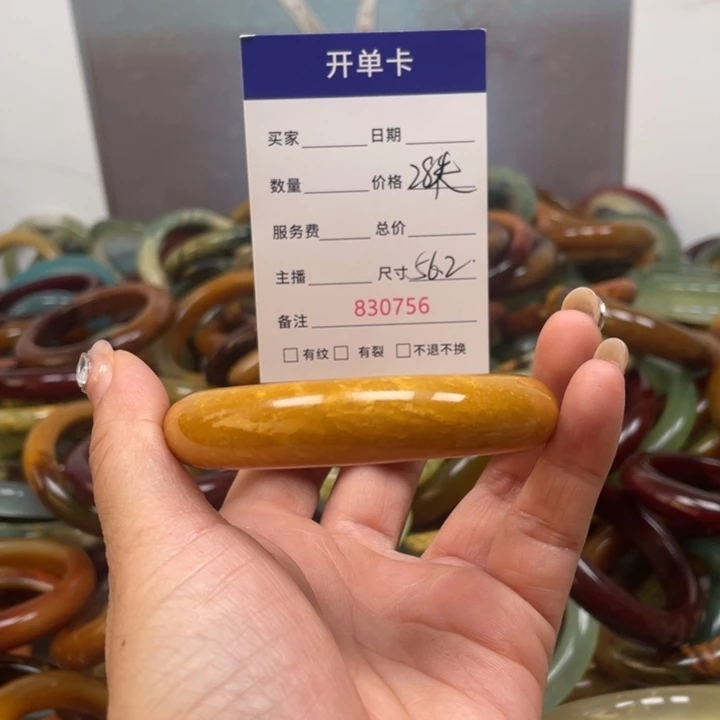 开单卡
买家 日期
数量 价格 28米
服务费 总价
主播 尺寸 56.2
备注 830756
有纹 有裂 不退不换